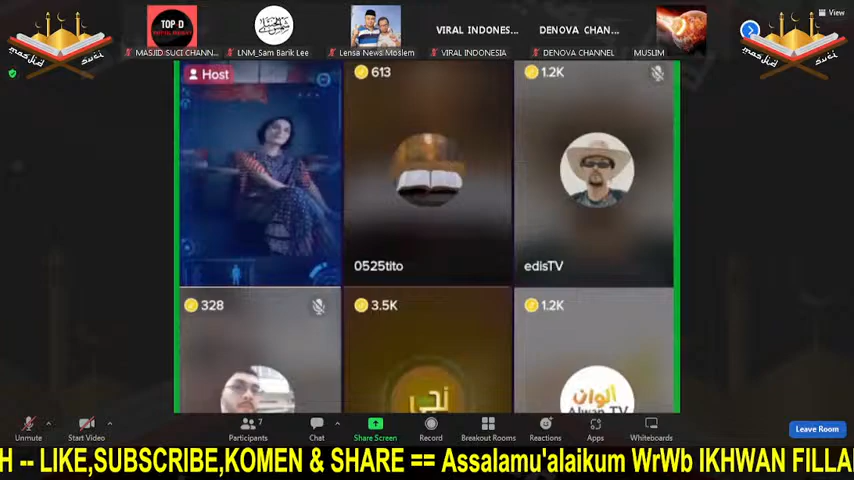 TOP D
VIRAL INDONES...
DENOVA CHAN...
View
MASJID SUCI CHANN...
LNM_Sam Barik Lee
Lensa News Moslem
VIRAL INDONESIA
DENOVA CHANNEL
MUSLIM
masjid suci
masjid suci
Host
613
1.2K
0525tito
edisTV
328
3.5K
1.2K
نجي
ألوان
Alwan TV
7
Unmute
Start Video
Participants
Chat
Share Screen
Record
Breakout Rooms
Reactions
Apps
Whiteboards
Leave Room
H -- LIKE,SUBSCRIBE,KOMEN & SHARE == Assalamu'alaikum WrWb IKHWAN FILLA